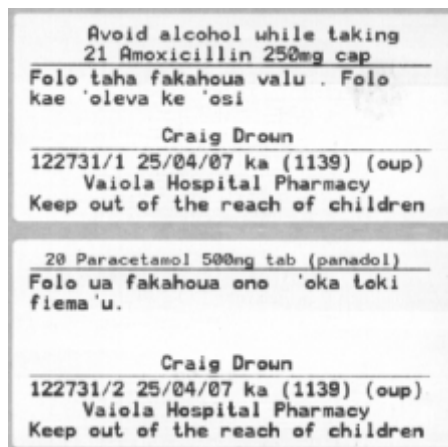 Avoid alcohol while taking
21 Amoxicillin 250mg cap
Folo taha fakahoua valu . Folo
kae 'oleva ke 'osi
Craig Drown
122731/1 25/04/07 ka (1139) (oup)
Vaiola Hospital Pharmacy
Keep out of the reach of children
20 Paracetamol 500mg tab (panadol)
Folo ua fakahoua ono 'oka toki
fiema'u.
Craig Drown
122731/2 25/04/07 ka (1139) (oup)
Vaiola Hospital Pharmacy
Keep out of the reach of children